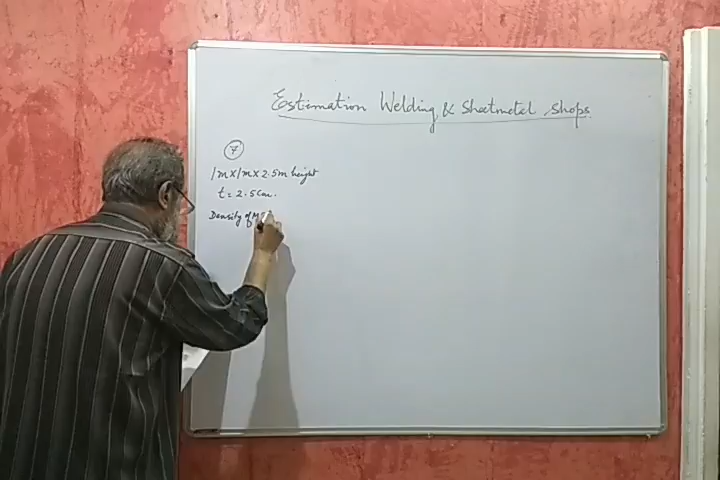 Estimation Welding & Sheetmetal Shops
7
1m X 1m X 2.5m height
t = 2.5cm.
Density of M